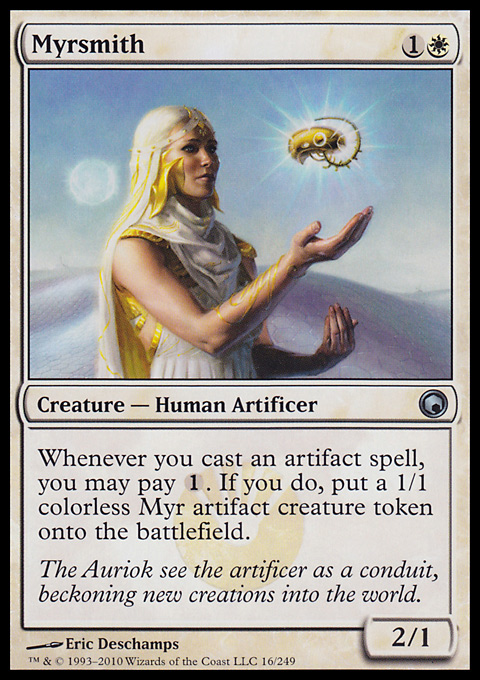 Myrsmith 1
Creature — Human Artificer
Whenever you cast an artifact spell,
you may pay 1. If you do, put a 1/1
colorless Myr artifact creature token
onto the battlefield.
The Auriok see the artificer as a conduit,
beckoning new creations into the world.
Eric Deschamps
2/1
™ & © 1993–2010 Wizards of the Coast LLC 16/249